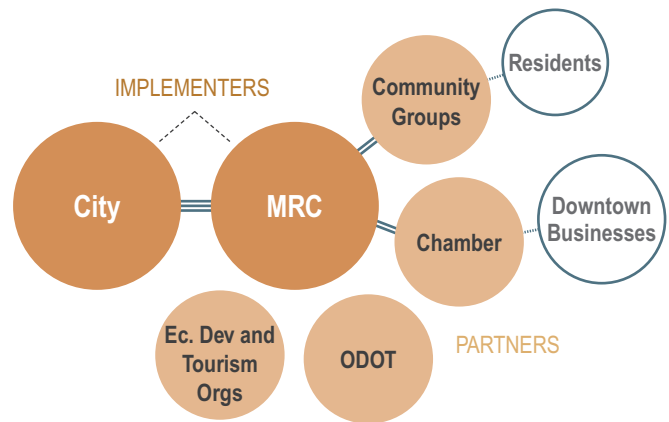 Residents
IMPLEMENTERS
Community
Groups
City
MRC
Downtown
Businesses
Chamber
Ec. Dev and
Tourism
Orgs
ODOT
PARTNERS